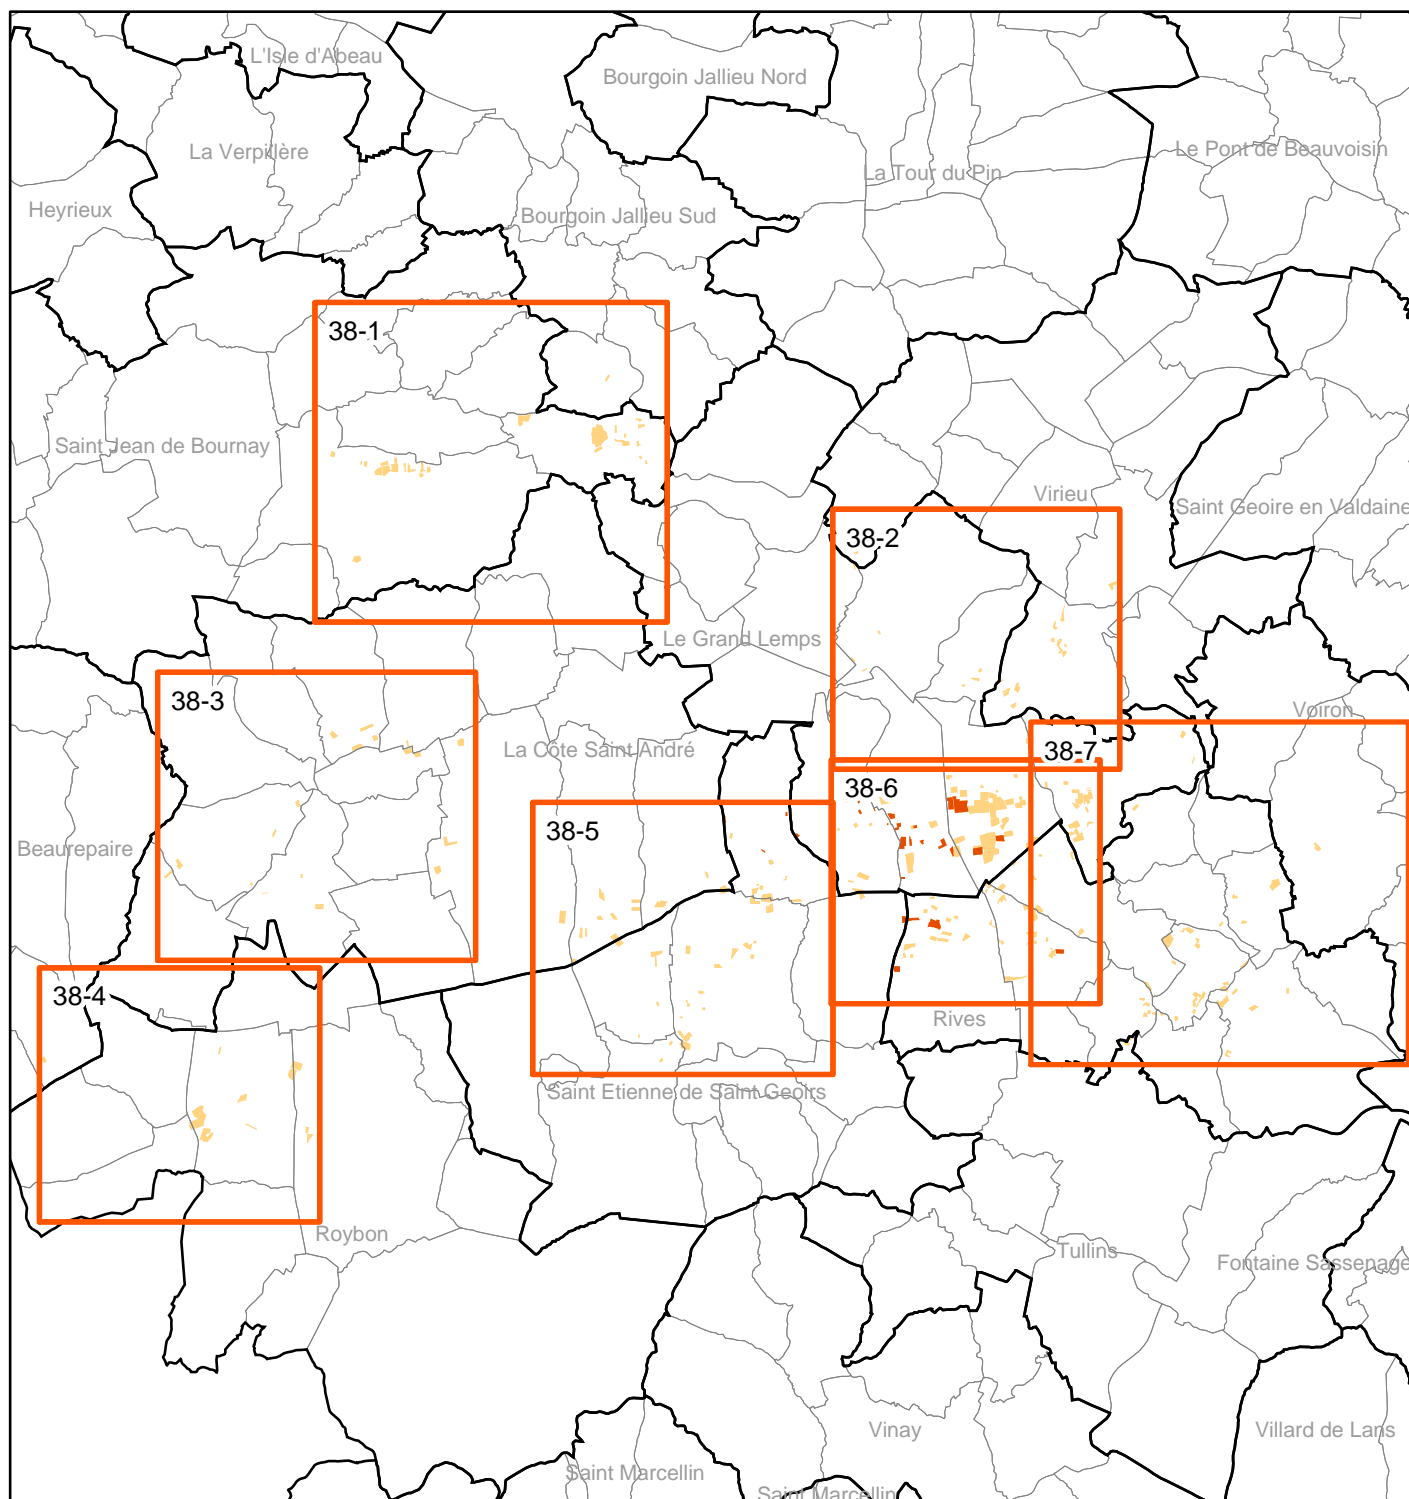 L'Isle d'Abeau
Bourgoin Jallieu Nord
La Verpillère
Le Pont de Beauvoisin
La Tour du Pin
Heyrieux
Bourgoin Jallieu Sud
38-1
Saint Jean de Bournay
Virieu
Saint Geoire en Valdaine
38-2
Le Grand Lemps
38-3
Voiron
La Côte Saint André
38-7
38-6
38-5
Beaurepaire
38-4
Rives
Saint Etienne de Saint Geoirs
Roybon
Tullins
Fontaine Sassenage
Vinay
Villard de Lans
Saint Marcellin
Saint Marcellin